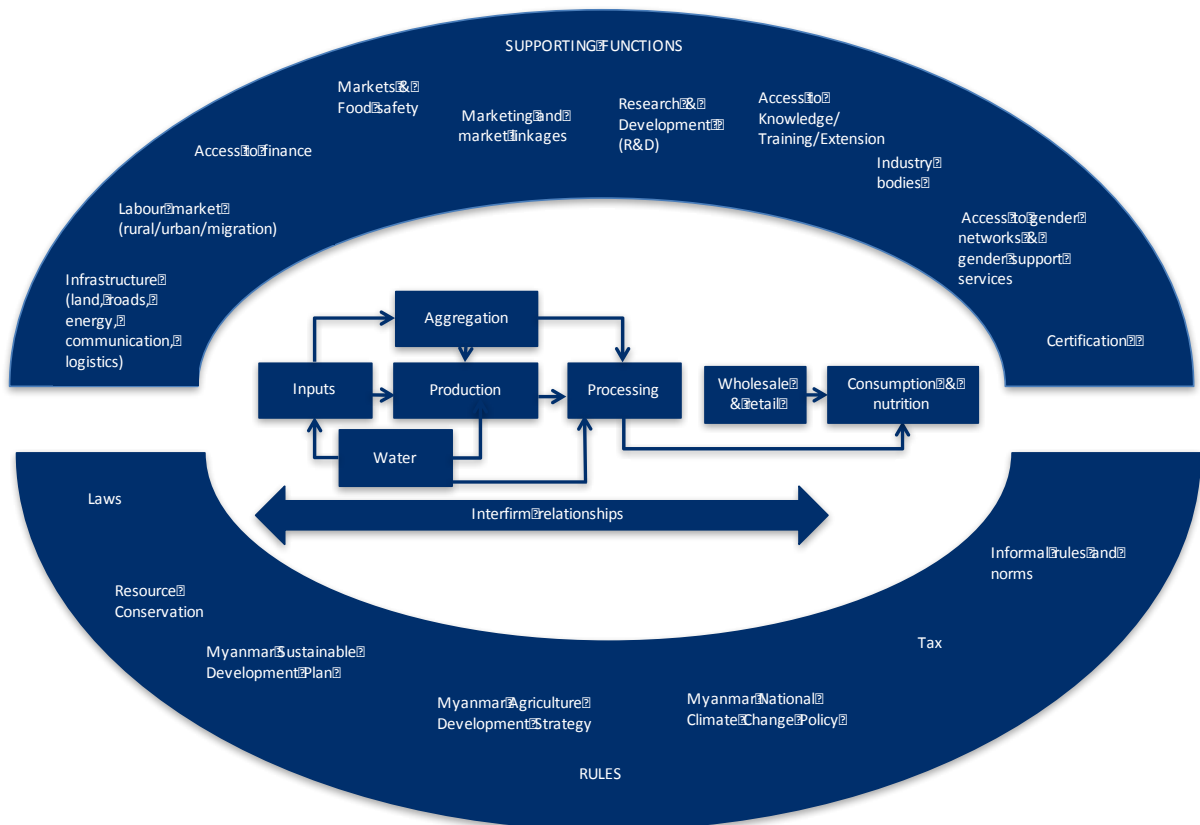 SUPPORTING FUNCTIONS
Markets &
Food safety
Marketing and
market linkages
Research &
Development
(R&D)
Access to
Knowledge/
Training/Extension
Access to finance
Industry
bodies
Labour market
(rural/urban/migration)
Access to gender
networks &
gender support
services
Infrastructure
(land, roads,
energy,
communication,
logistics)
Certification
Aggregation
Inputs
Production
Processing
Wholesale
& retail
Consumption &
nutrition
Water
Interfirm relationships
Laws
Informal rules and
norms
Resource
Conservation
Tax
Myanmar Sustainable
Development Plan
Myanmar Agriculture
Development Strategy
Myanmar National
Climate Change Policy
RULES